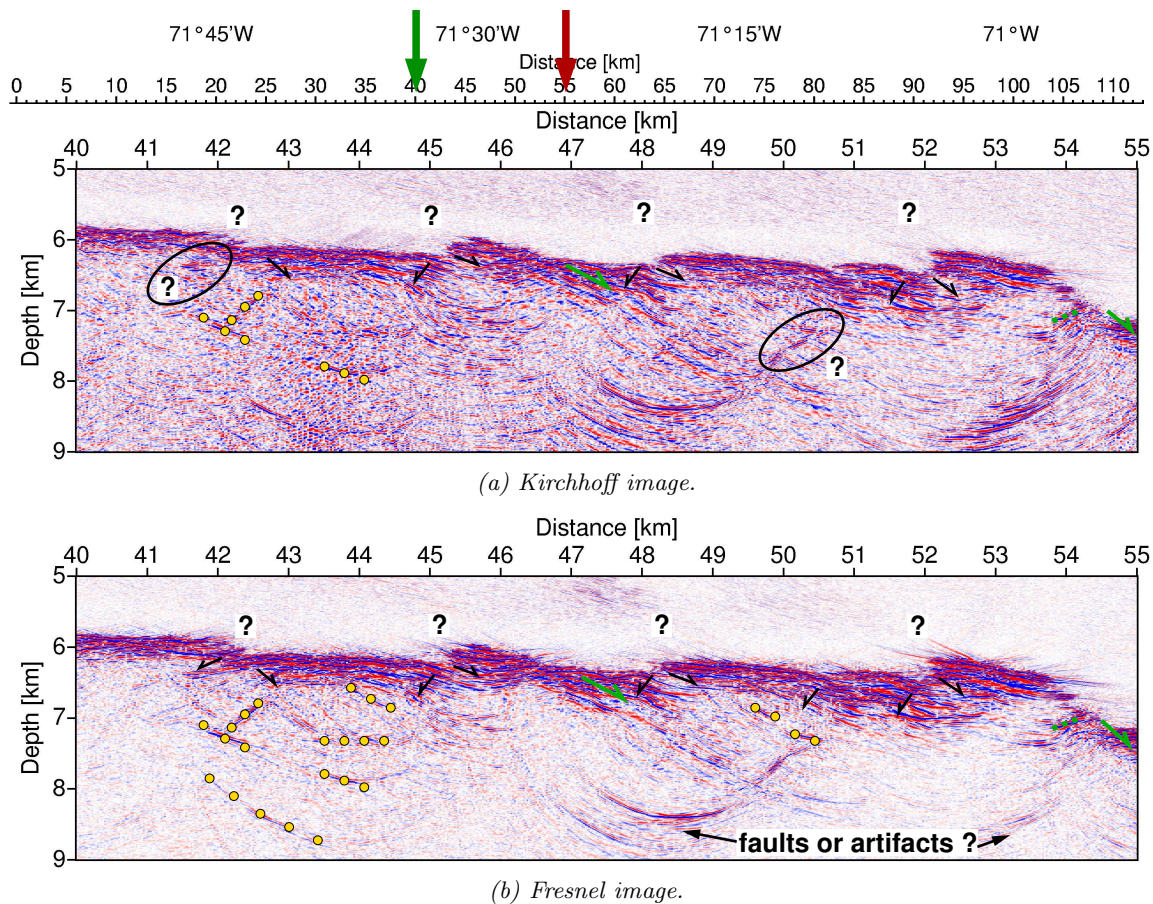 71°45'W 71°30'W 71°15'W 71°W
Distance [km]
0 5 10 15 20 25 30 35 40 45 50 55 60 65 70 75 80 85 90 95 100 105 110
Distance [km]
40 41 42 43 44 45 46 47 48 49 50 51 52 53 54 55
5
? ? ? ?
6
?
7
?
8
9
Depth [km]
(a) Kirchhoff image.
Distance [km]
40 41 42 43 44 45 46 47 48 49 50 51 52 53 54 55
5
? ? ? ?
6
7
8
faults or artifacts ?
9
Depth [km]
(b) Fresnel image.